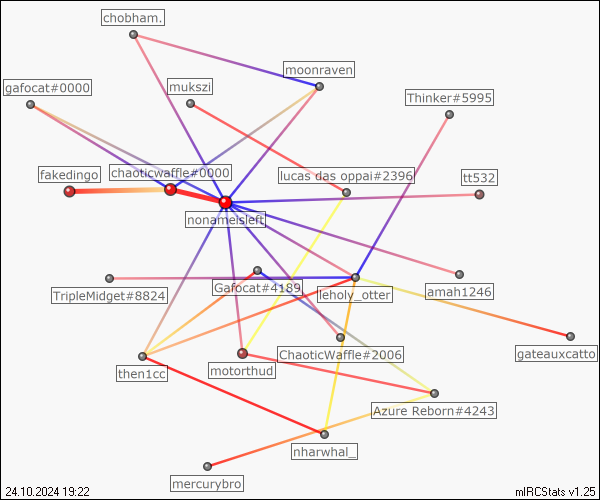 chobham.
moonraven
gafocat#0000
mukszi
Thinker#5995
fakedingo
chaoticwaffle#0000
lucas das oppai#2396
tt532
nonameisleft
TripleMidget#8824
Gafocat#4189
leholy_otter
amah1246
then1cc
motorthud
ChaoticWaffle#2006
gateauxcatto
Azure Reborn#4243
nharwhal_
mercurybro
24.10.2024 19:22
mIRCStats v1.25